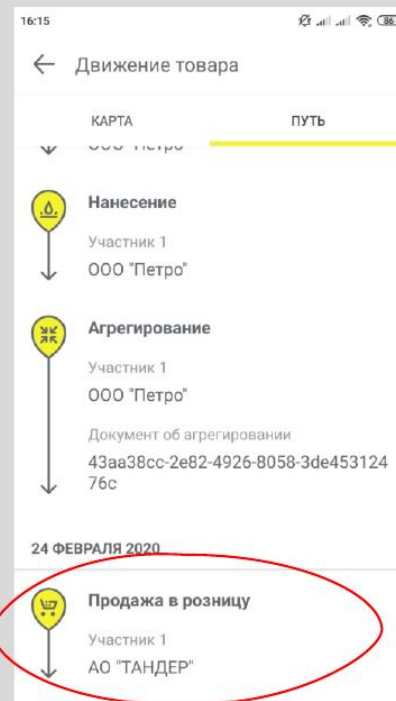 16:15
86
Движение товара
КАРТА
ПУТЬ
Нанесение
Участник 1
ООО "Петро"
Агрегирование
Участник 1
ООО "Петро"
Документ об агрегировании
43aa38cc-2e82-4926-8058-3de453124
76c
24 ФЕВРАЛЯ 2020
Продажа в розницу
Участник 1
АО "ТАНДЕР"